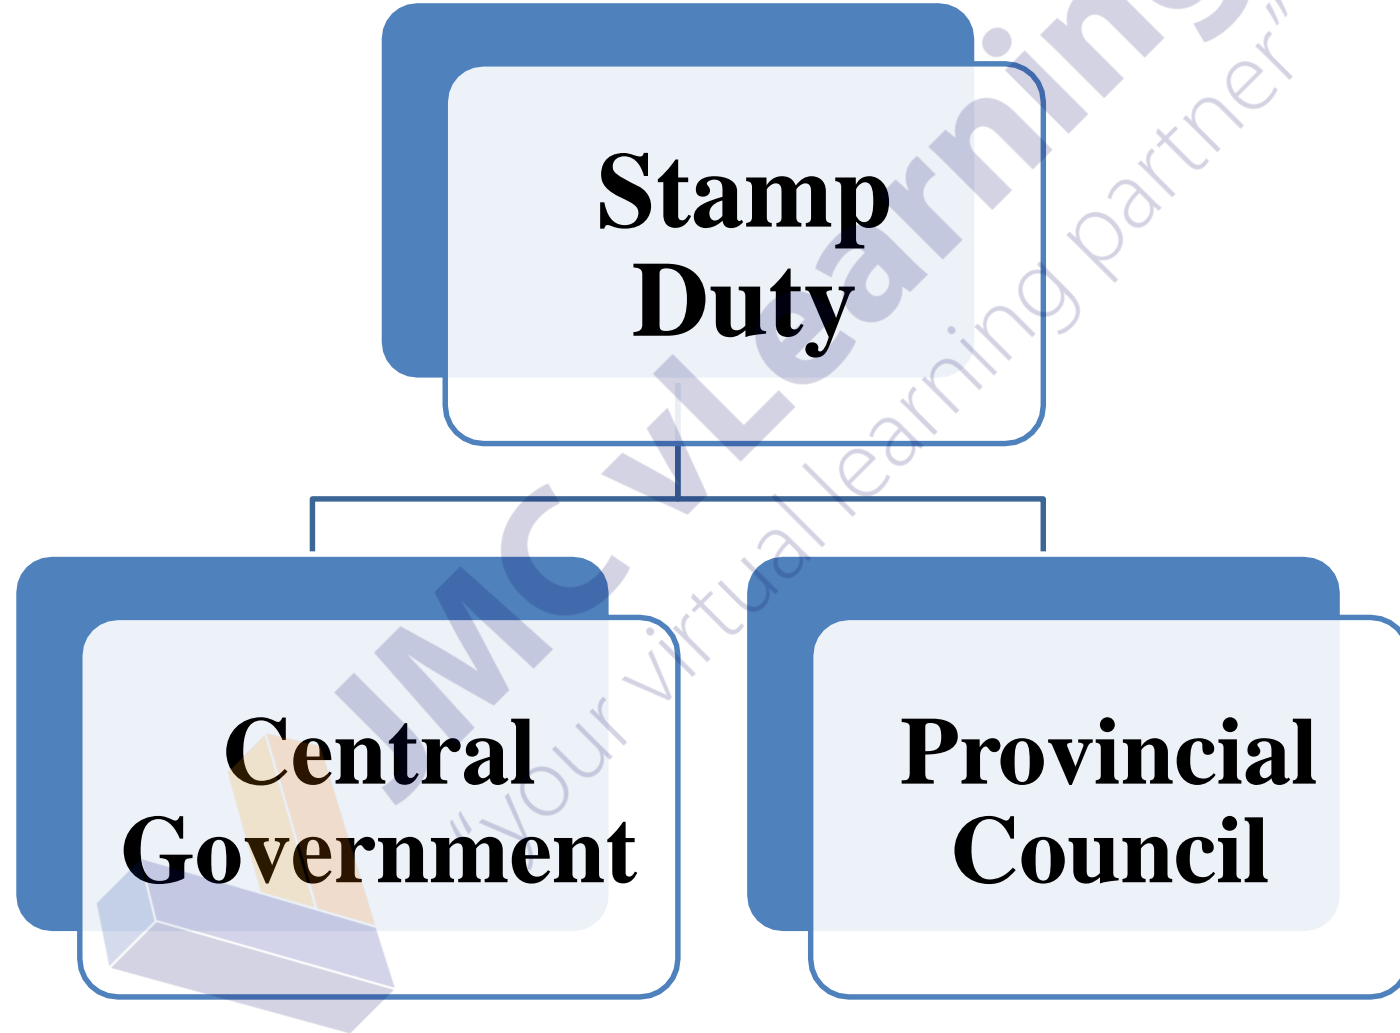 Stamp
Duty
Central
Government
Provincial
Council
JMC vLearning
"your virtual learning partner"